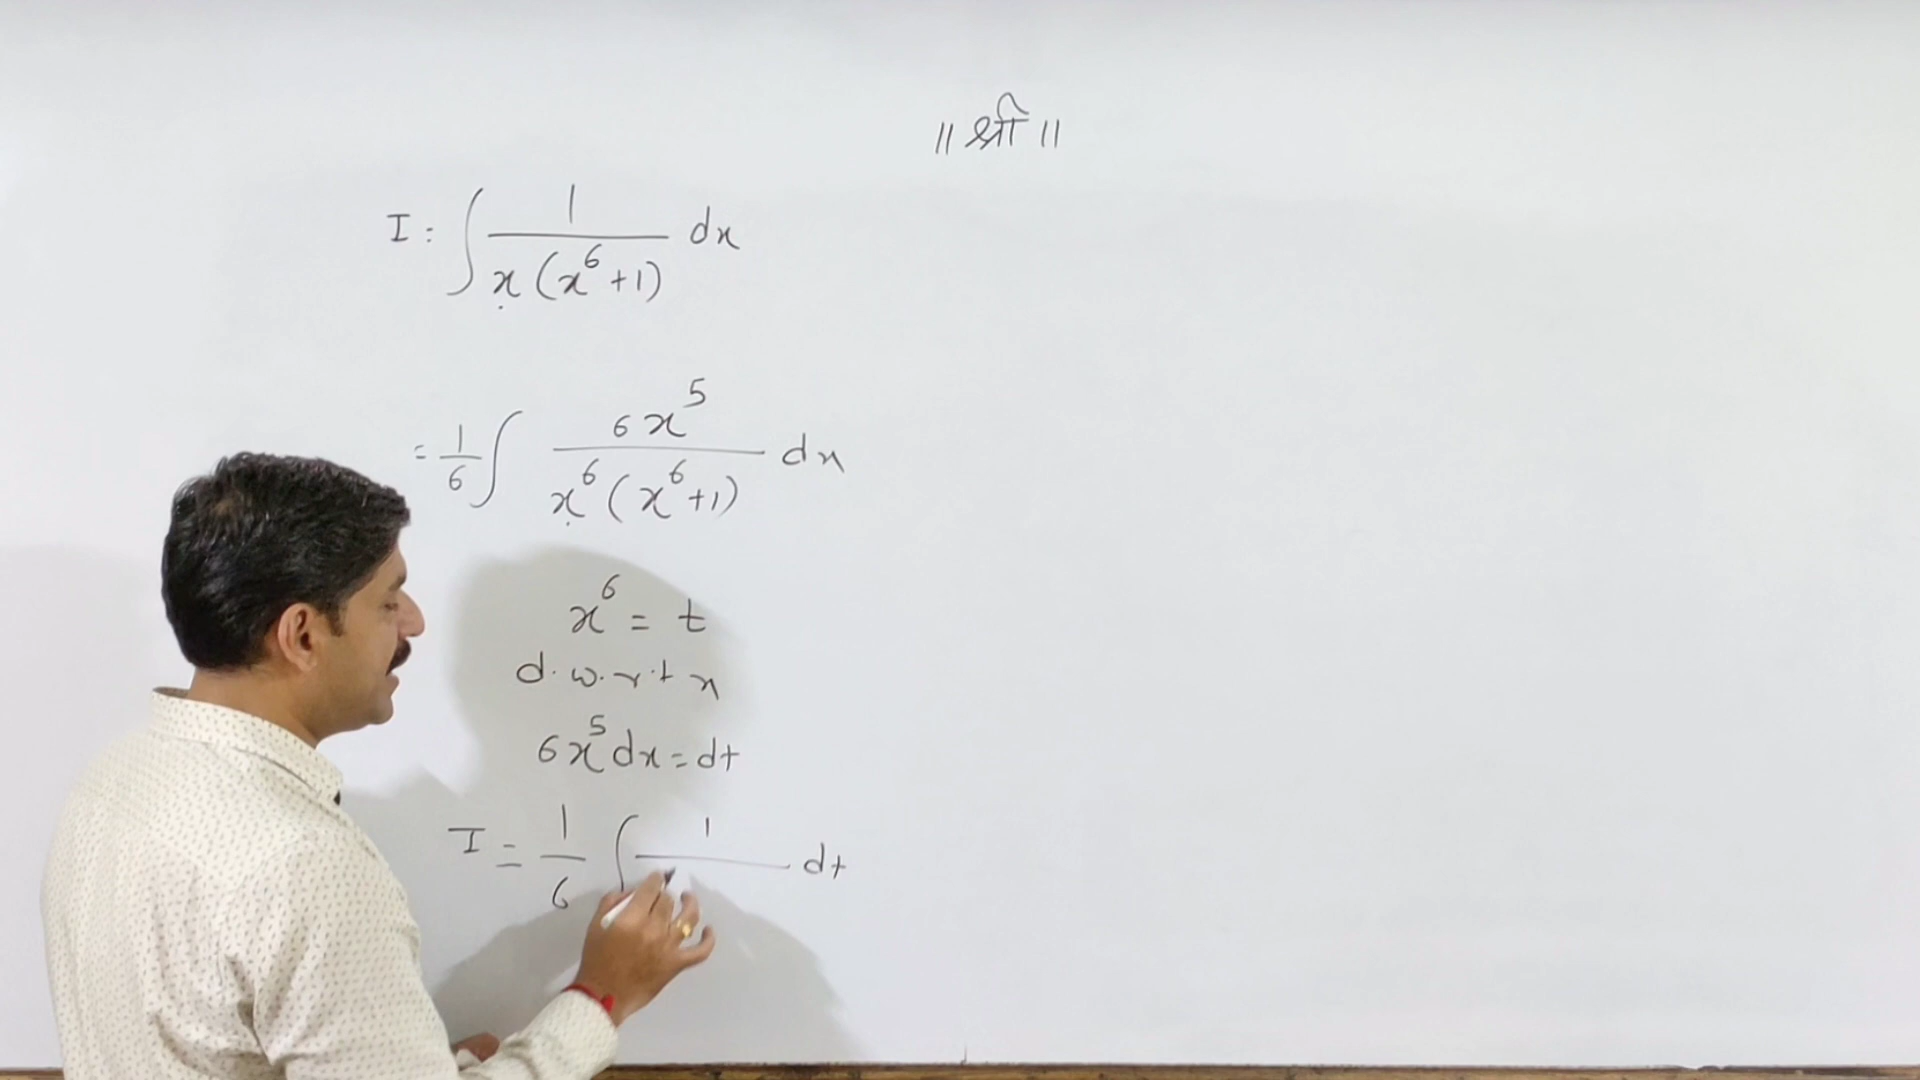 ॥ श्री ॥
I = ∫ 1 / x (x⁶+1) dx
= 1/6 ∫ 6x⁵ / x⁶ (x⁶+1) dx
x⁶ = t
d.w.r.t x
6x⁵dx = dt
I = 1/6 ∫ 1 / dt